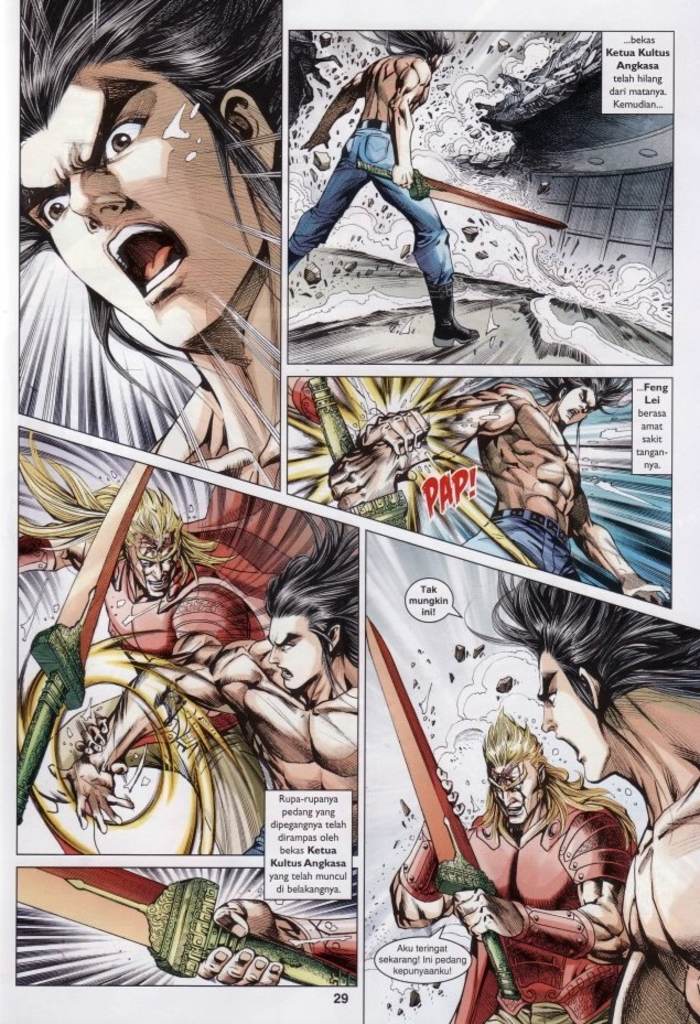 ...bekas
Ketua Kultus
Angkasa
telah hilang
dari matanya.
Kemudian...
...Feng
Lei
berasa
amat
sakit
tangan-
nya.
PAP!
Rupa-rupanya
pedang yang
dipegangnya telah
dirampas oleh
bekas Ketua
Kultus Angkasa
yang telah muncul
di belakangnya.
Tak
mungkin
ini!
Aku teringat
sekarang! Ini pedang
kepunyaanku!
29